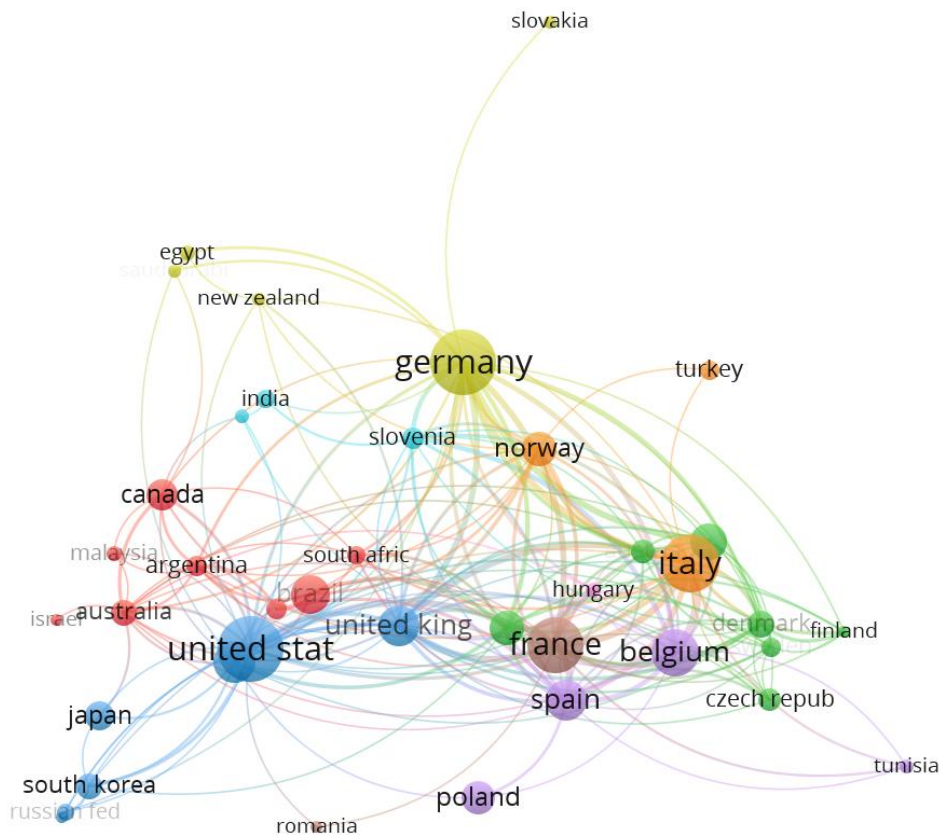 slovakia
egypt
saudi arabi
new zealand
germany
turkey
india
slovenia
norway
canada
malaysia
argentina
south afric
italy
hungary
brazil
israel
australia
united king
denmark
finland
united stat
france
belgium
spain
czech repub
japan
tunisia
south korea
poland
russian fed
romania